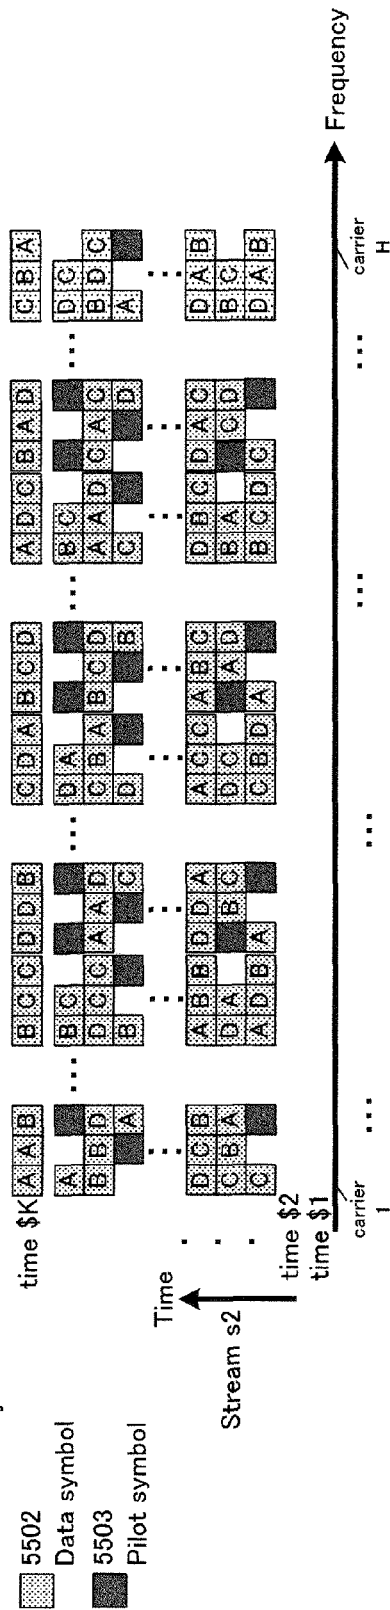 5502
Data symbol
5503
Pilot symbol
time $K A A B B C C D D B C D A B C D A D C B A D C B A
A ... B C ... D A ... B C ... D C
B B D D C C A A D C B A B C D A A D C A C B D C
A B C D B C D A
... ... ... ... ... ... ... ...
D C B A B B D D A A C C A B C D B C D A C D A B
time $2 C B A D A B C D C A D B A C D B C
time $1 C A D B A C B D A B C D C D A B
Time
Stream s2
Frequency
carrier 1 ... ... ... ... carrier H